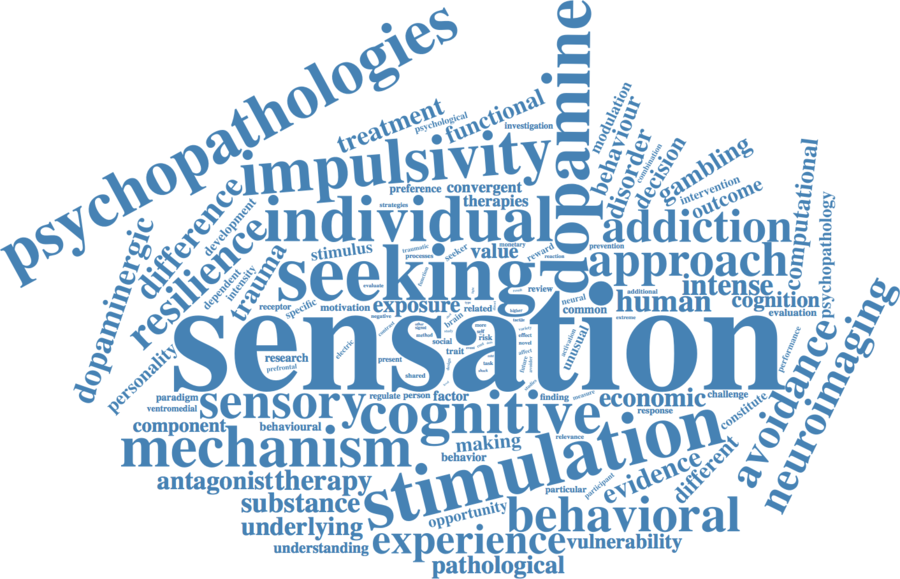 psychopathologies
dopamine
treatment
psychological
functional
investigation
modulation
behaviour
disorder
combination
decision
gambling
intervention
outcome
impulsivity
preference
convergent
therapies
strategies
individual
difference
development
resilience
dopaminergic
dependent
intensity
trauma
stimulus
traumatic
processes
seeker
value
monetary
reward
reaction
prevention
addiction
computational
psychopathology
seeking
evaluate
function
approach
intense
review
additional
neural
common
human
cognition
evaluation
extreme
receptor
specific
motivation
exposure
related
higher
brain
negative
contrast
sensation
electric
social
trait
risk
effect
novel
affect
future
activation
unusual
research
prefrontal
present
shared
task
personality
performance
avoidance
neuroimaging
paradigm
ventromedial
sensory
regulate
person
factor
finding
measure
economic
challenge
response
constitute
component
behavioural
cognitive
mechanism
making
behavior
relevance
stimulation
antagonist
therapy
particular
participant
evidence
different
substance
opportunity
underlying
behavioral
understanding
experience
vulnerability
pathological